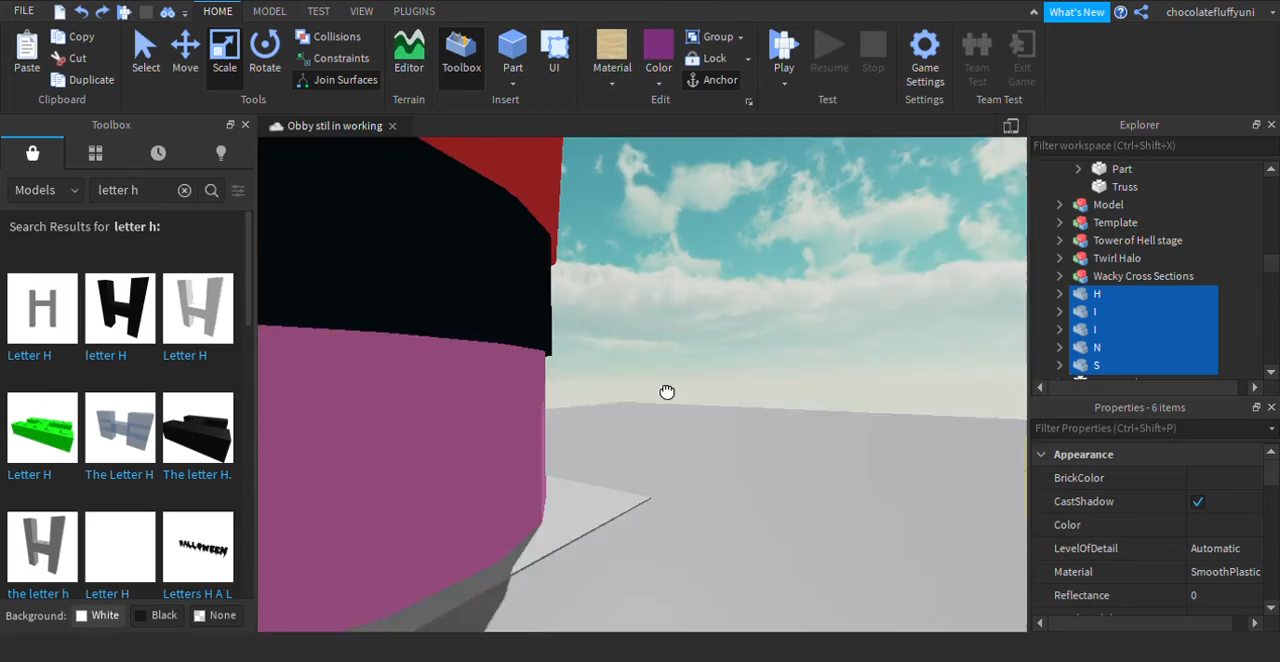 FILE HOME MODEL TEST VIEW PLUGINS What's New chocolatefluffyuni
Copy Collisions Group
Cut Constraints Lock
Paste Duplicate Select Move Scale Rotate Join Surfaces Editor Toolbox Part UI Material Color Anchor Play Resume Stop Game Settings Team Test Exit Game
Clipboard Tools Terrain Insert Edit Test Settings Team Test
Toolbox
Obby stil in working
Explorer
Filter workspace (Ctrl+Shift+X)
Models letter h
Search Results for letter h:
H
Letter H letter H Letter H
Letter H The Letter H The letter H.
HALLOWEEN
the letter h Letter H Letters H A L
Background: White Black None
Part
Truss
Model
Template
Tower of Hell stage
Twirl Halo
Wacky Cross Sections
H
I
I
N
S
Properties - 6 items
Filter Properties (Ctrl+Shift+P)
Appearance
BrickColor
CastShadow
Color
LevelOfDetail Automatic
Material SmoothPlastic
Reflectance 0